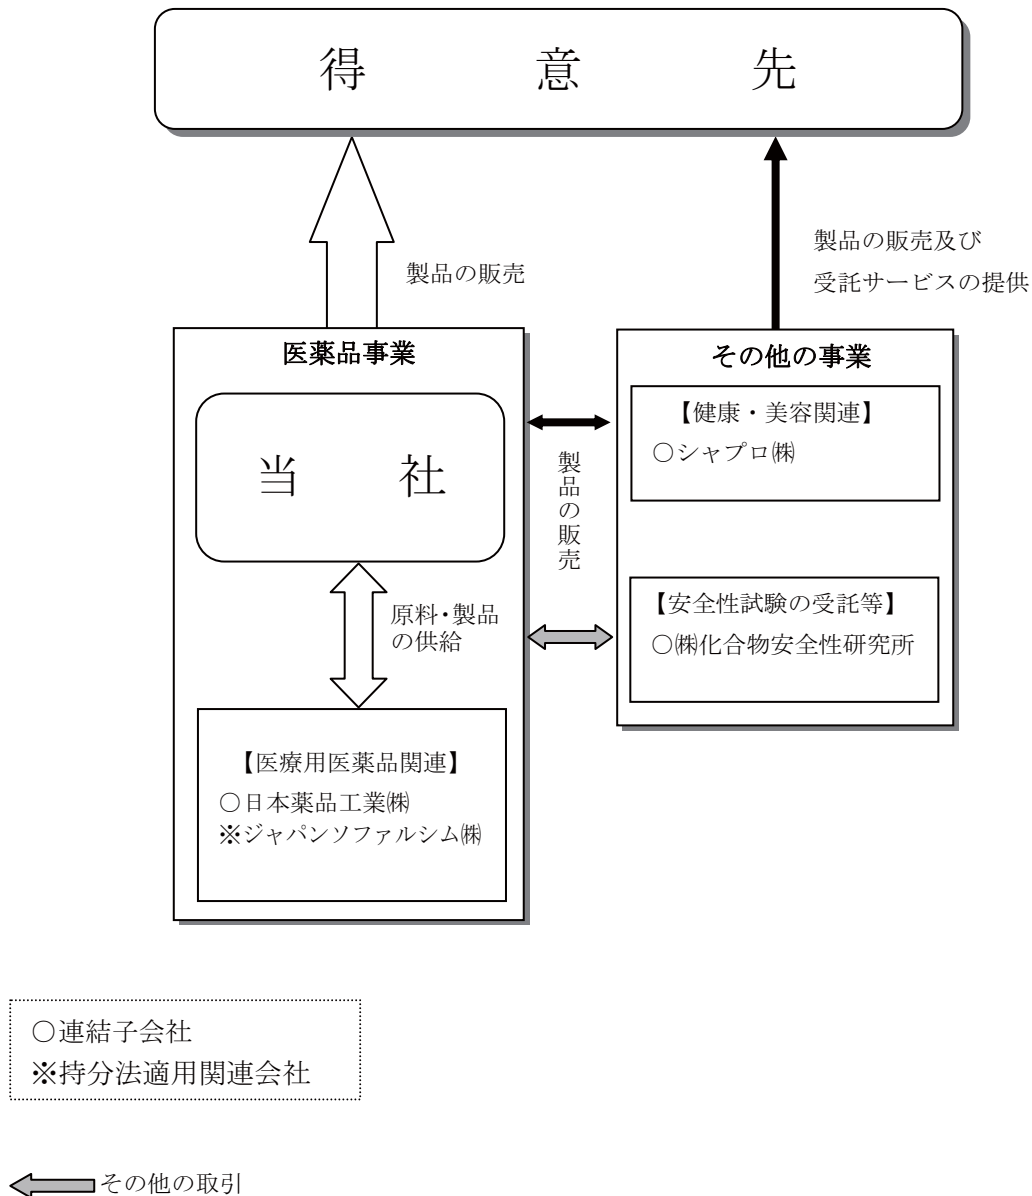 得 意 先
製品の販売
製品の販売及び
受託サービスの提供
医薬品事業
当 社
原料・製品
の供給
【医療用医薬品関連】
○日本薬品工業㈱
※ジャパンソファルシム㈱
製品の販売
その他の事業
【健康・美容関連】
○シャプロ㈱
【安全性試験の受託等】
○㈱化合物安全性研究所
○連結子会社
※持分法適用関連会社
その他の取引